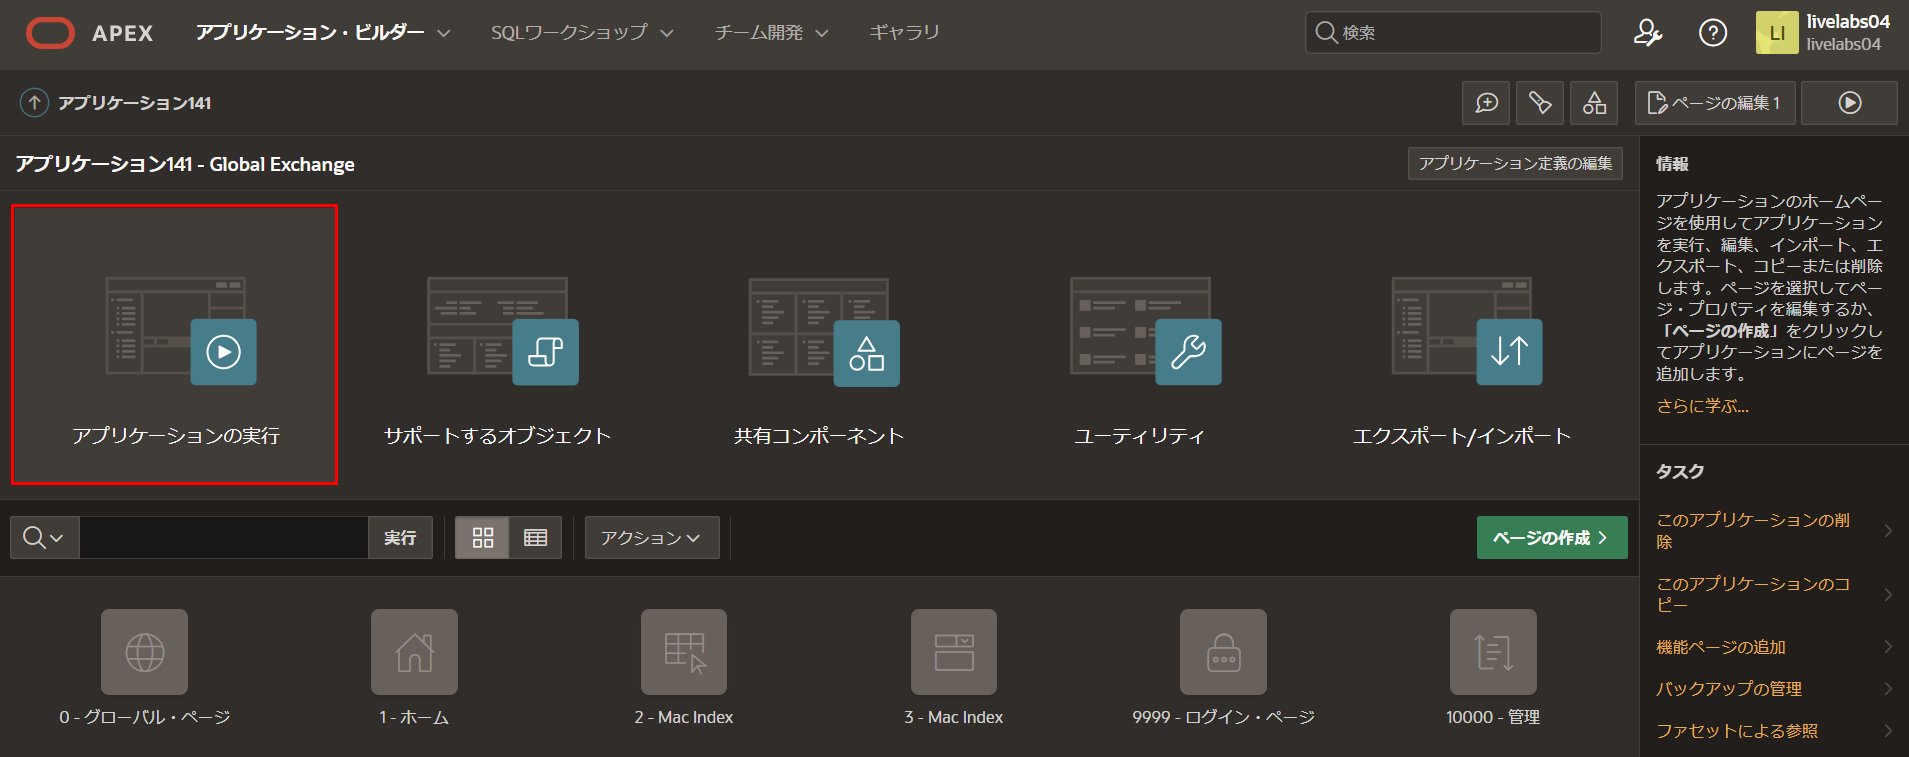 APEX アプリケーション・ビルダー SQLワークショップ チーム開発 ギャラリ 検索 LI livelabs04
livelabs04
アプリケーション141 ページの編集 1
アプリケーション141 - Global Exchange アプリケーション定義の編集
アプリケーションの実行 サポートするオブジェクト 共有コンポーネント ユーティリティ エクスポート/インポート
実行 アクション ページの作成
0 - グローバル・ページ 1 - ホーム 2 - Mac Index 3 - Mac Index 9999 - ログイン・ページ 10000 - 管理
情報
アプリケーションのホームペー
ジを使用してアプリケーション
を実行、編集、インポート、エ
クスポート、コピーまたは削除
します。ページを選択してペー
ジ・プロパティを編集するか、
「ページの作成」をクリックし
てアプリケーションにページを
追加します。
さらに学ぶ...
タスク
このアプリケーションの削
除
このアプリケーションのコ
ピー
機能ページの追加
バックアップの管理
ファセットによる参照